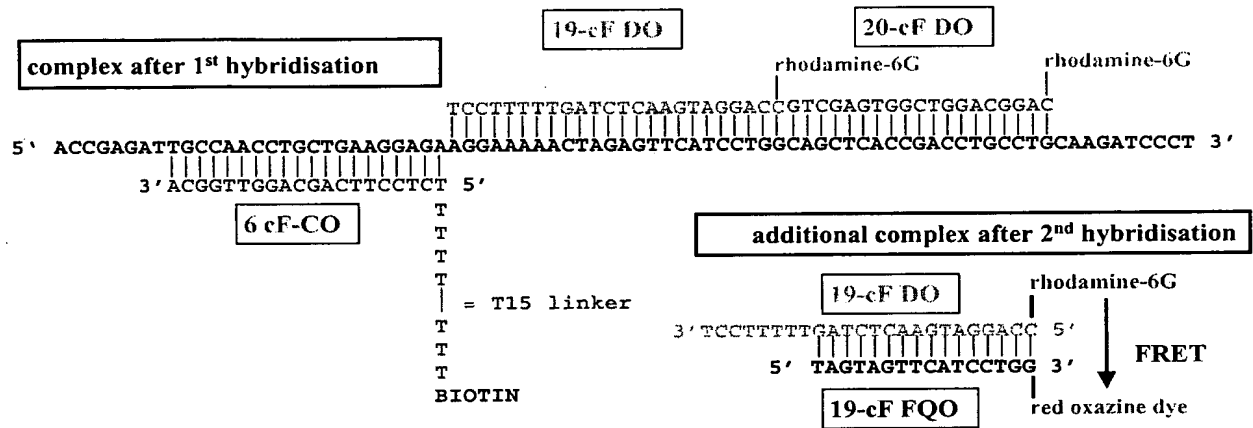 19-cF DO
20-cF DO
complex after 1st hybridisation
rhodamine-6G
rhodamine-6G
TCCTTTTTGATCTCAAGTAGGACCGTCGAGTGGCTGGACGGAC
5' ACCGAGATTGCCAACCTGCTGAAGGAGAAGGAAAAACTAGAGTTCATCCTGGCAGCTCACCGACCTGCCTGCAAGATCCCT 3'
3'ACGGTTGGACGACTTCCTCT 5'
6 cF-CO
T
T
T
T
= T15 linker
T
T
T
BIOTIN
additional complex after 2nd hybridisation
19-cF DO
rhodamine-6G
3'TCCTTTTTGATCTCAAGTAGGACC 5'
FRET
5' TAGTAGTTCATCCTGG 3'
19-cF FQO
red oxazine dye